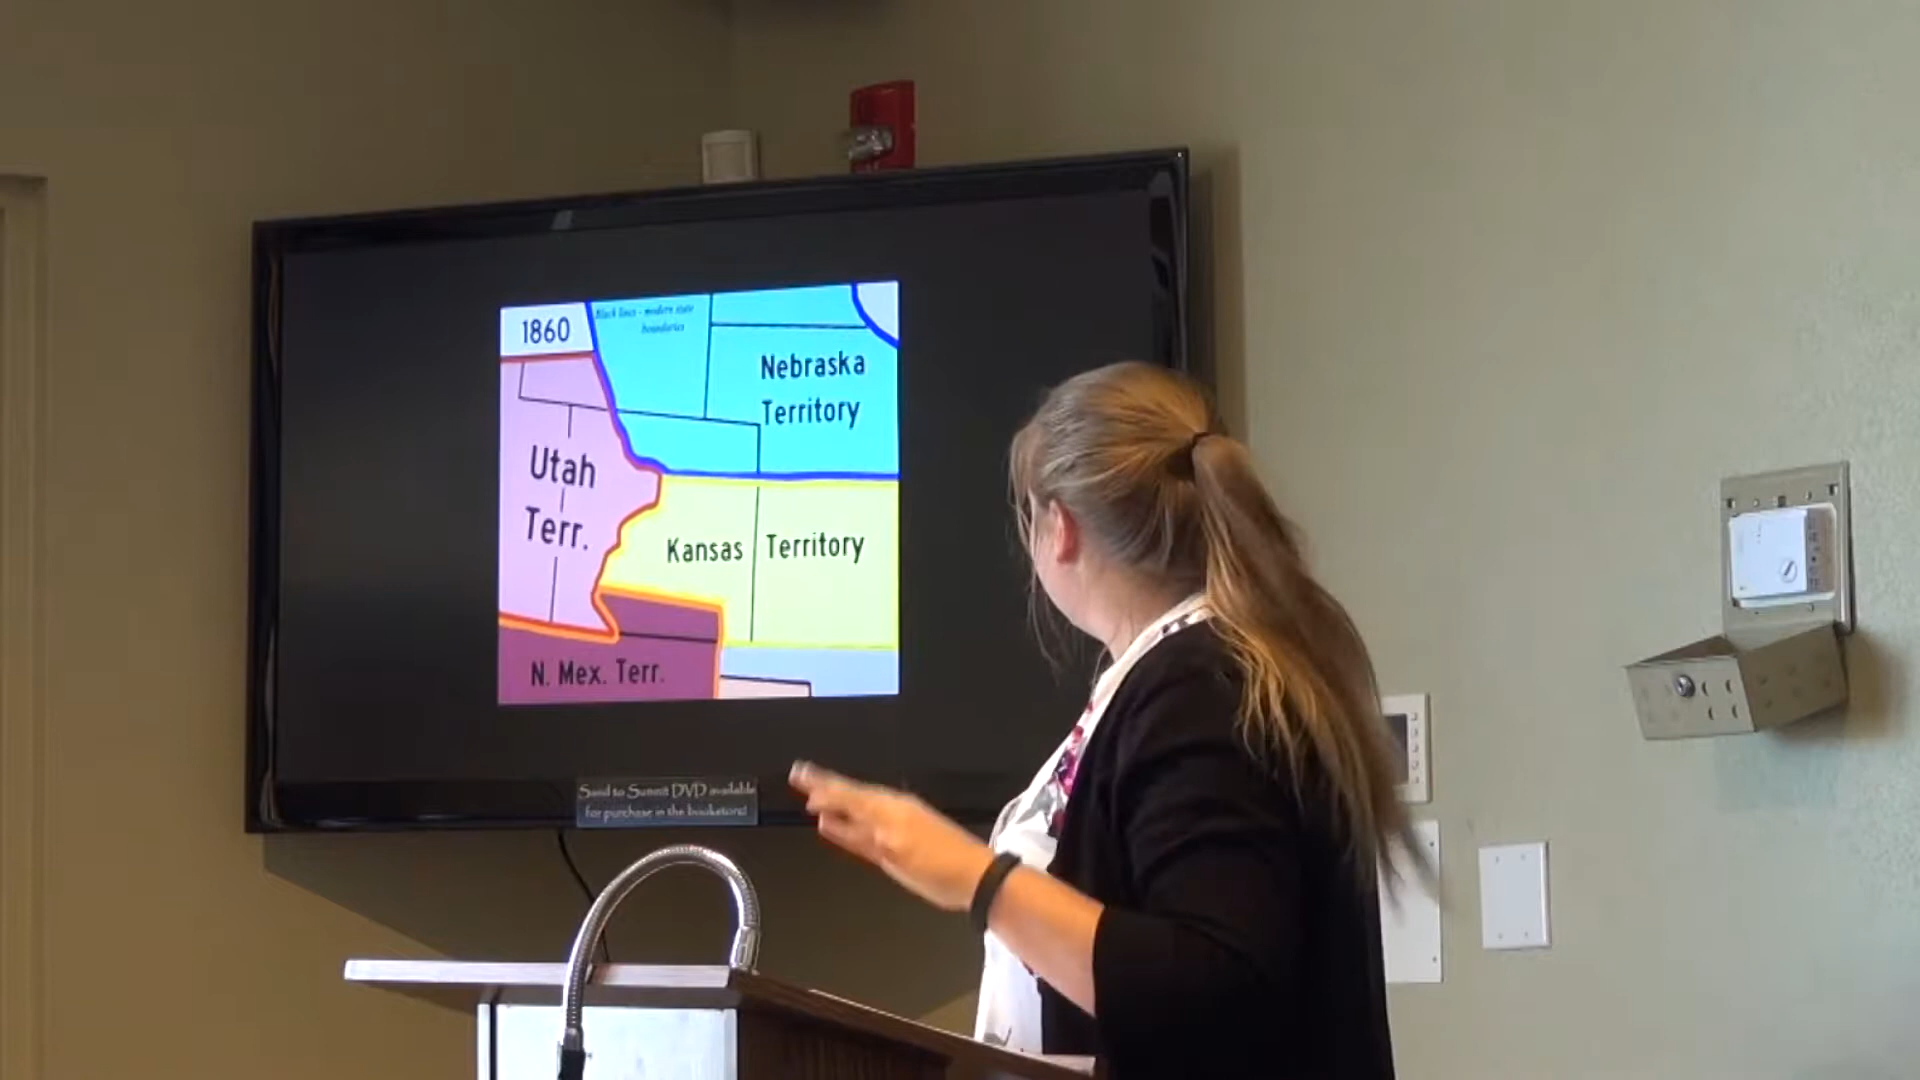 1860
Black lines - modern state
boundaries
Nebraska
Territory
Utah
Terr.
Kansas Territory
N. Mex. Terr.
Sand to Summit DVD available
for purchase in the bookstore!